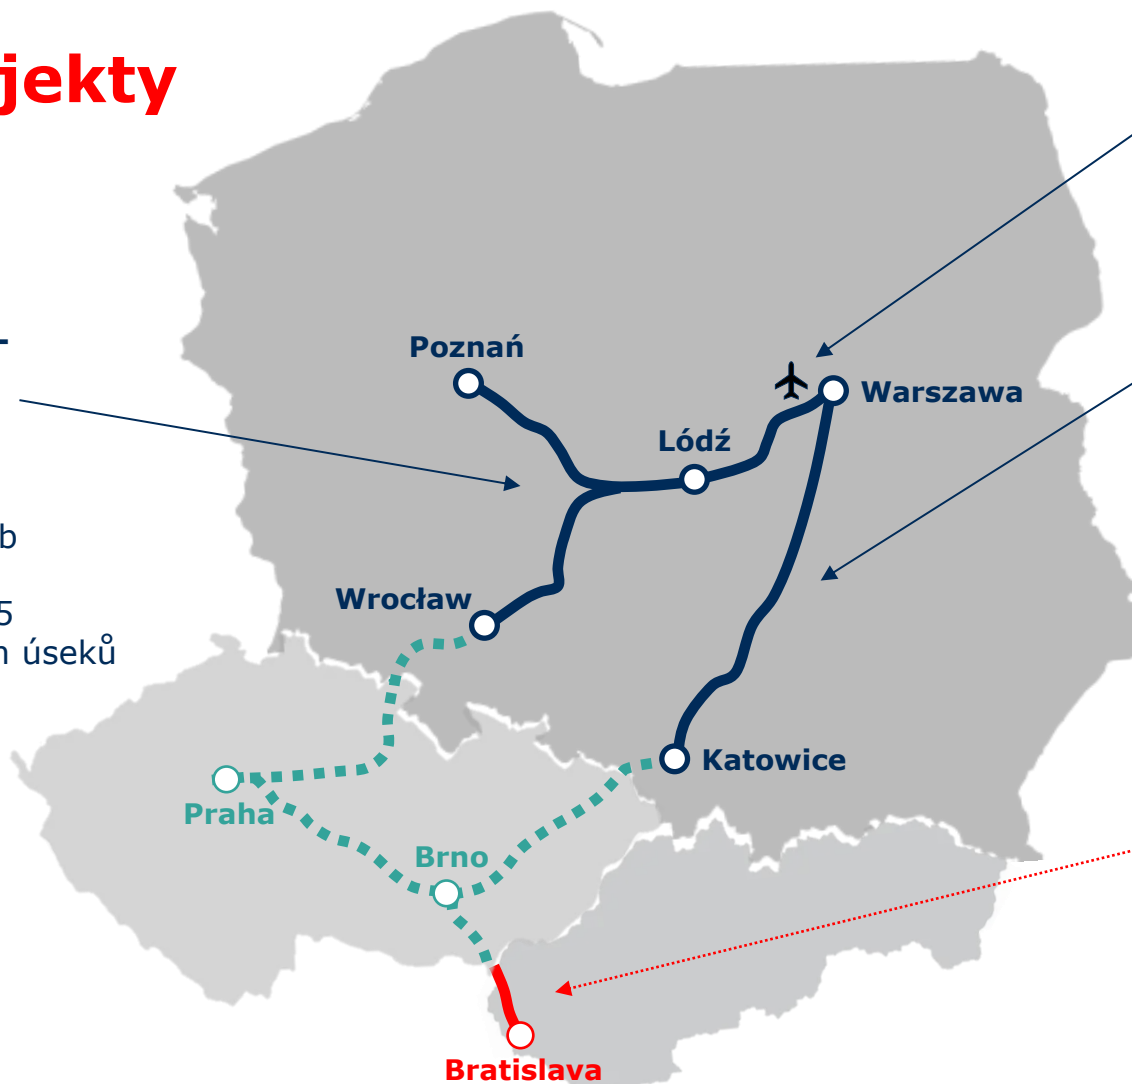 jekty
-
Poznań
Warszawa
Lódź
b
Wrocław
5
úseků
Katowice
Praha
Brno
Bratislava